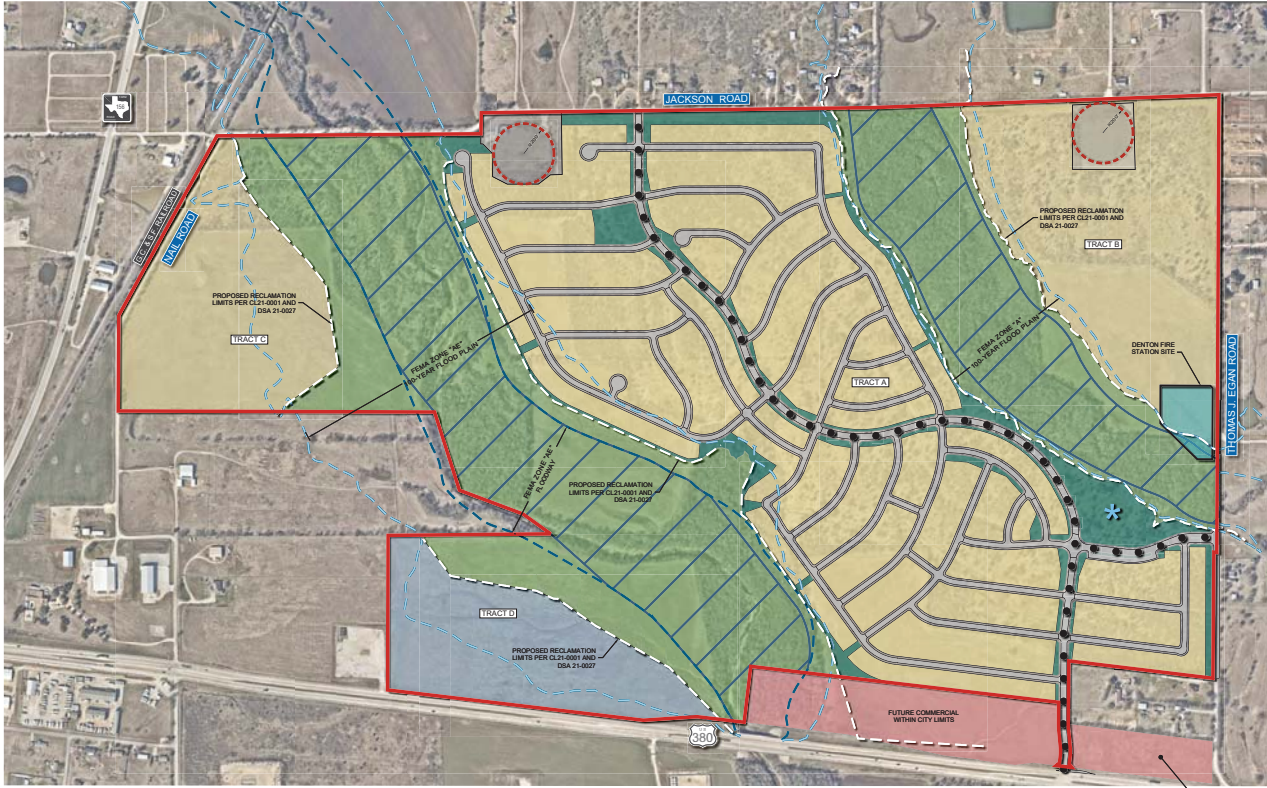 JACKSON ROAD
156
G.C. & S.F. RAILROAD
NAIL ROAD
PROPOSED RECLAMATION
LIMITS PER CL21-0001 AND
DSA 21-0027
TRACT B
PROPOSED RECLAMATION
LIMITS PER CL21-0001 AND
DSA 21-0027
TRACT C
FEMA ZONE "AE"
100-YEAR FLOOD PLAIN
FEMA ZONE "A"
100-YEAR FLOOD PLAIN
DENTON FIRE
STATION SITE
THOMAS J. EGAN ROAD
TRACT A
FEMA ZONE "AE"
FLOODWAY
PROPOSED RECLAMATION
LIMITS PER CL21-0001 AND
DSA 21-0027
*
TRACT D
PROPOSED RECLAMATION
LIMITS PER CL21-0001 AND
DSA 21-0027
FUTURE COMMERCIAL
WITHIN CITY LIMITS
380